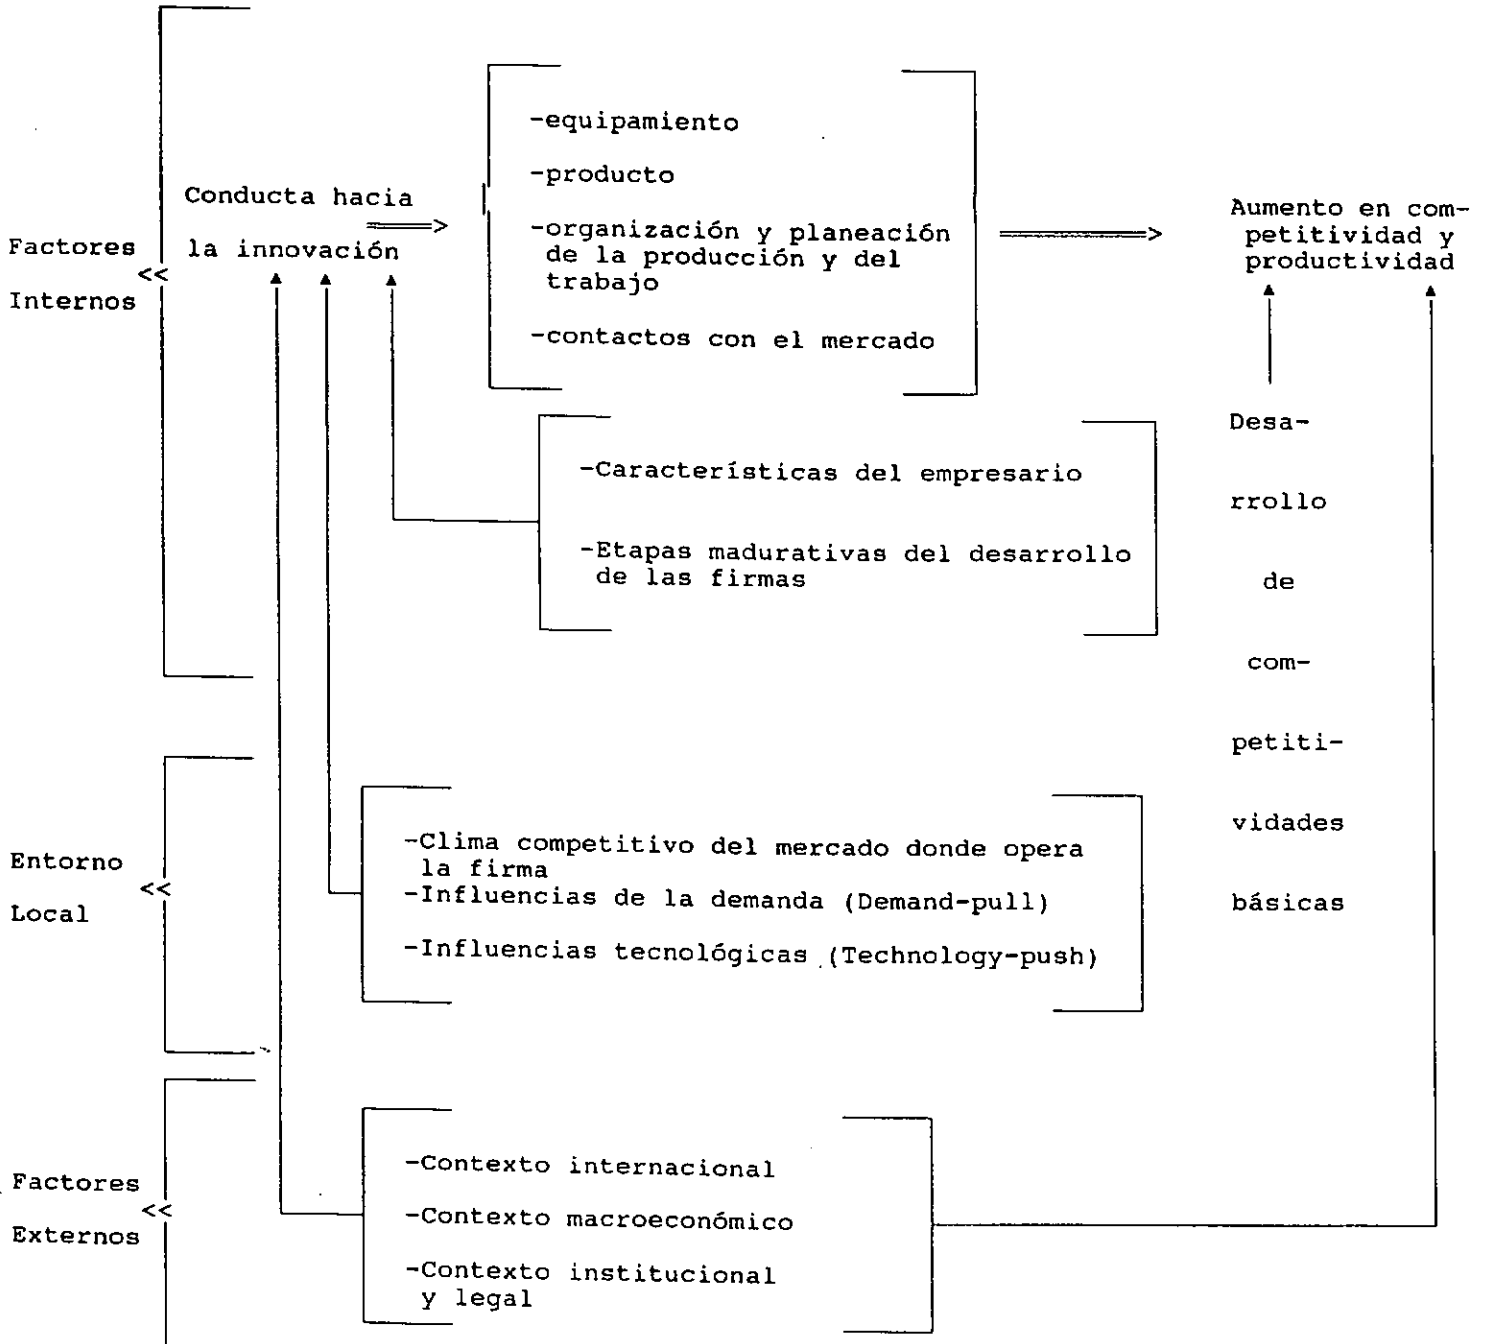 Factores
Internos
Conducta hacia
la innovación
-equipamiento
-producto
-organización y planeación
de la producción y del
trabajo
-contactos con el mercado
Aumento en com-
petitividad y
productividad
-Características del empresario
-Etapas madurativas del desarrollo
de las firmas
Desa-
rrollo
de
com-
petiti-
vidades
básicas
Entorno
Local
-Clima competitivo del mercado donde opera
la firma
-Influencias de la demanda (Demand-pull)
-Influencias tecnológicas (Technology-push)
Factores
Externos
-Contexto internacional
-Contexto macroeconómico
-Contexto institucional
y legal